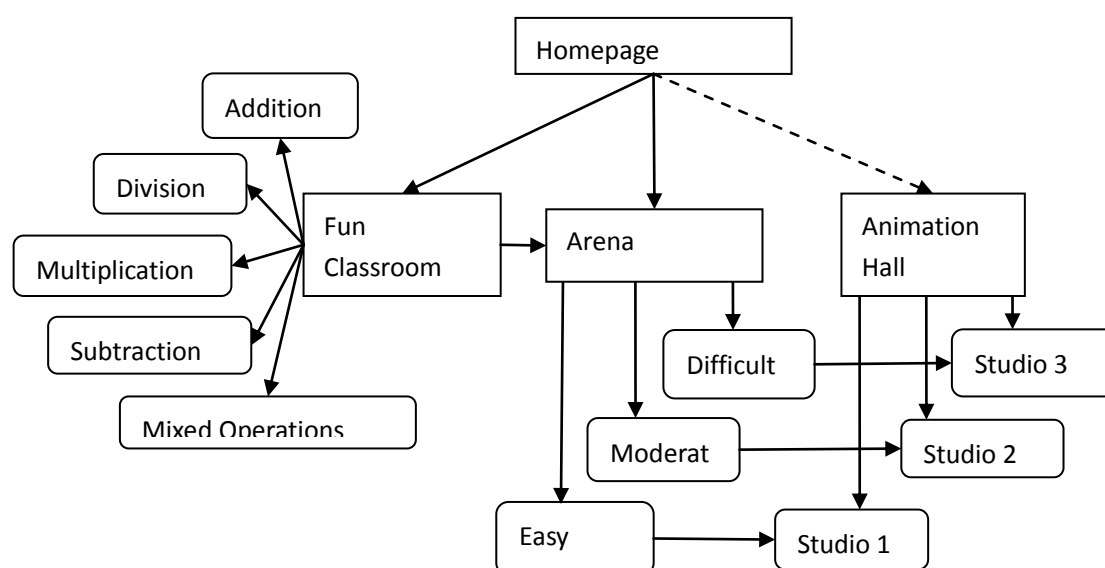 Homepage
Addition
Division
Multiplication
Subtraction
Mixed Operations
Fun
Classroom
Arena
Animation
Hall
Difficult
Studio 3
Moderat
Studio 2
Easy
Studio 1